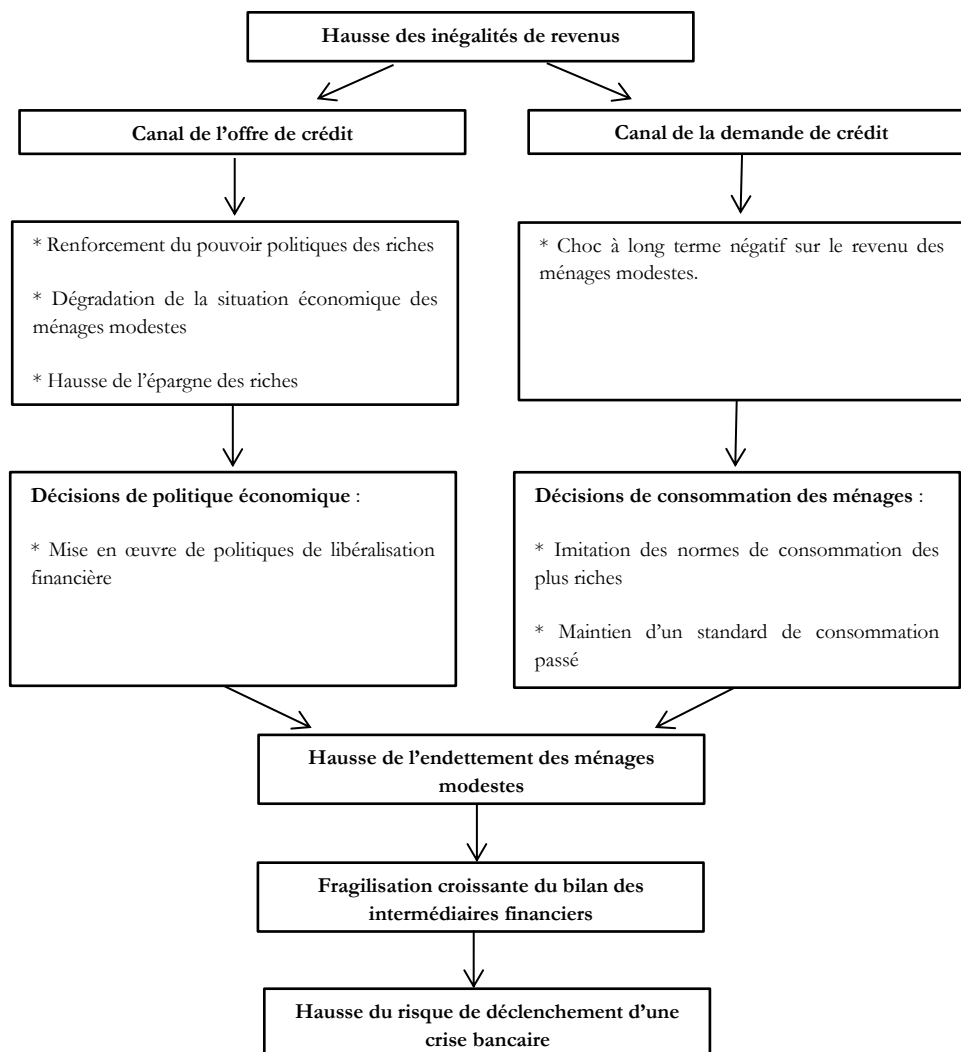 Hausse des inégalités de revenus
Canal de l'offre de crédit
Canal de la demande de crédit
* Renforcement du pouvoir politiques des riches
* Dégradation de la situation économique des
ménages modestes
* Hausse de l'épargne des riches
* Choc à long terme négatif sur le revenu des
ménages modestes.
Décisions de politique économique :
* Mise en œuvre de politiques de libéralisation
financière
Décisions de consommation des ménages :
* Imitation des normes de consommation des
plus riches
* Maintien d'un standard de consommation
passé
Hausse de l'endettement des ménages
modestes
Fragilisation croissante du bilan des
intermédiaires financiers
Hausse du risque de déclenchement d'une
crise bancaire